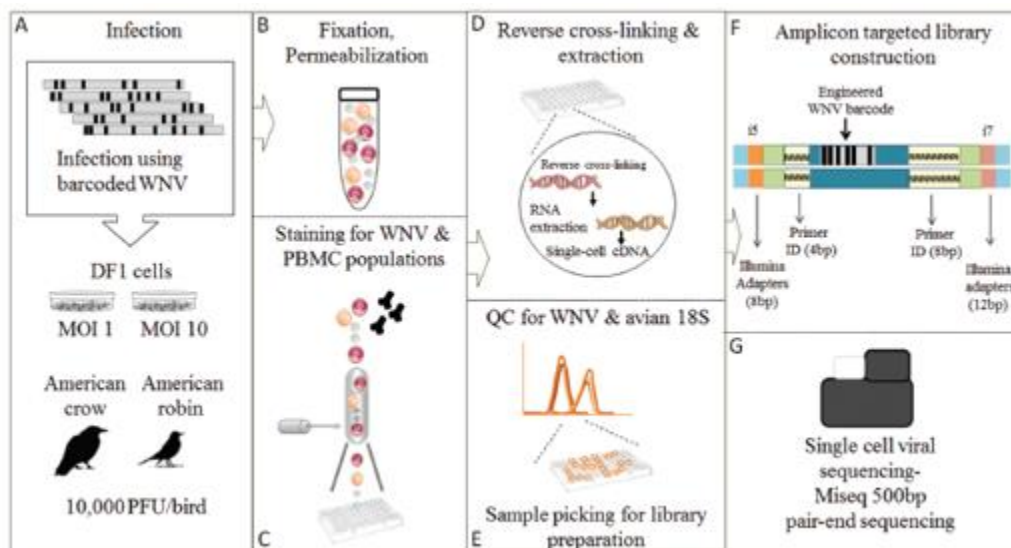 A
Infection
Infection using
barcoded WNV
DF1 cells
MOI 1
MOI 10
American
crow
American
robin
10,000 PFU/bird
B
Fixation,
Permeabilization
Staining for WNV &
PBMC populations
C
D
Reverse cross-linking &
extraction
Reverse cross-linking
RNA
extraction
Single-cell cDNA
QC for WNV & avian 18S
Sample picking for library
preparation
E
F
Amplicon targeted library
construction
Engineered
WNV barcode
i5
i7
NNNN
NNNNNNNN
NNNN
NNNNNNNN
Primer
ID (4bp)
Primer
ID (8bp)
Illumina
Adapters
(8bp)
Illumina
adapters
(12bp)
G
Single cell viral
sequencing-
Miseq 500bp
pair-end sequencing